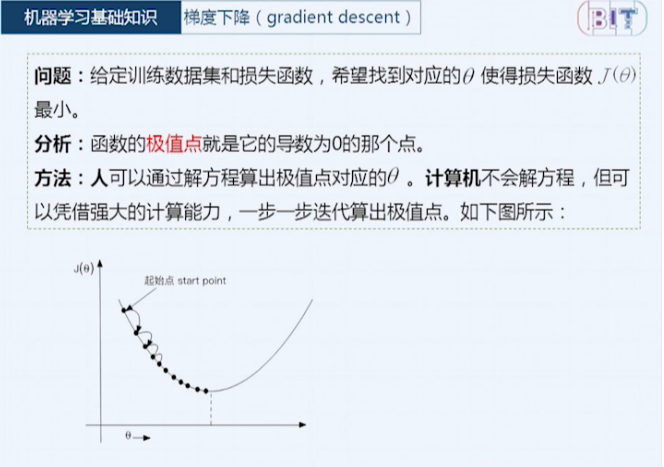 机器学习基础知识 梯度下降（gradient descent）
BIT
问题：给定训练数据集和损失函数，希望找到对应的θ 使得损失函数 J(θ)
最小。
分析：函数的极值点就是它的导数为0的那个点。
方法：人可以通过解方程算出极值点对应的θ 。计算机不会解方程，但可
以凭借强大的计算能力，一步一步迭代算出极值点。如下图所示：
J(θ)
起始点 start point
θ